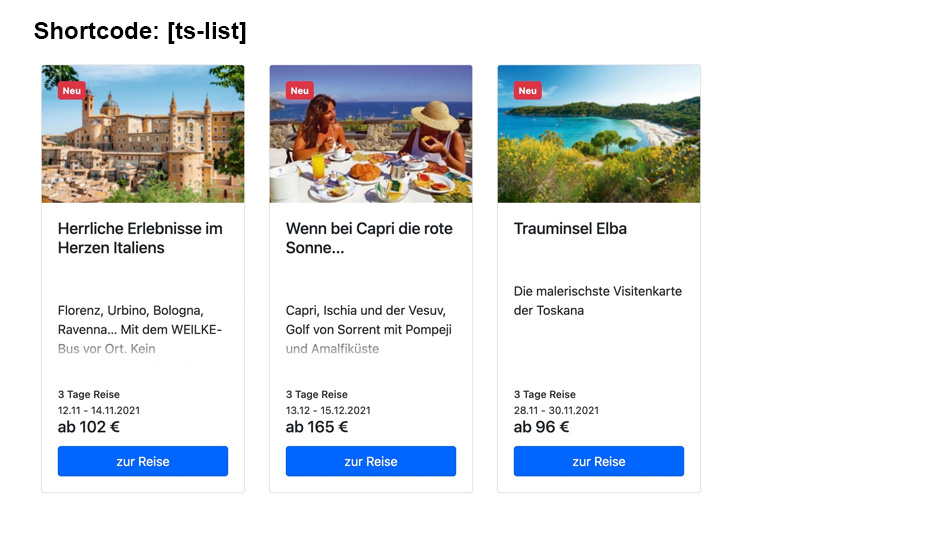 Shortcode: [ts-list]
Neu
Herrliche Erlebnisse im
Herzen Italiens
Florenz, Urbino, Bologna,
Ravenna... Mit dem WEILKE-
Bus vor Ort. Kein
3 Tage Reise
12.11 - 14.11.2021
ab 102 €
zur Reise
Neu
Wenn bei Capri die rote
Sonne...
Capri, Ischia und der Vesuv,
Golf von Sorrent mit Pompeji
und Amalfiküste
3 Tage Reise
13.12 - 15.12.2021
ab 165 €
zur Reise
Neu
Trauminsel Elba
Die malerischste Visitenkarte
der Toskana
3 Tage Reise
28.11 - 30.11.2021
ab 96 €
zur Reise